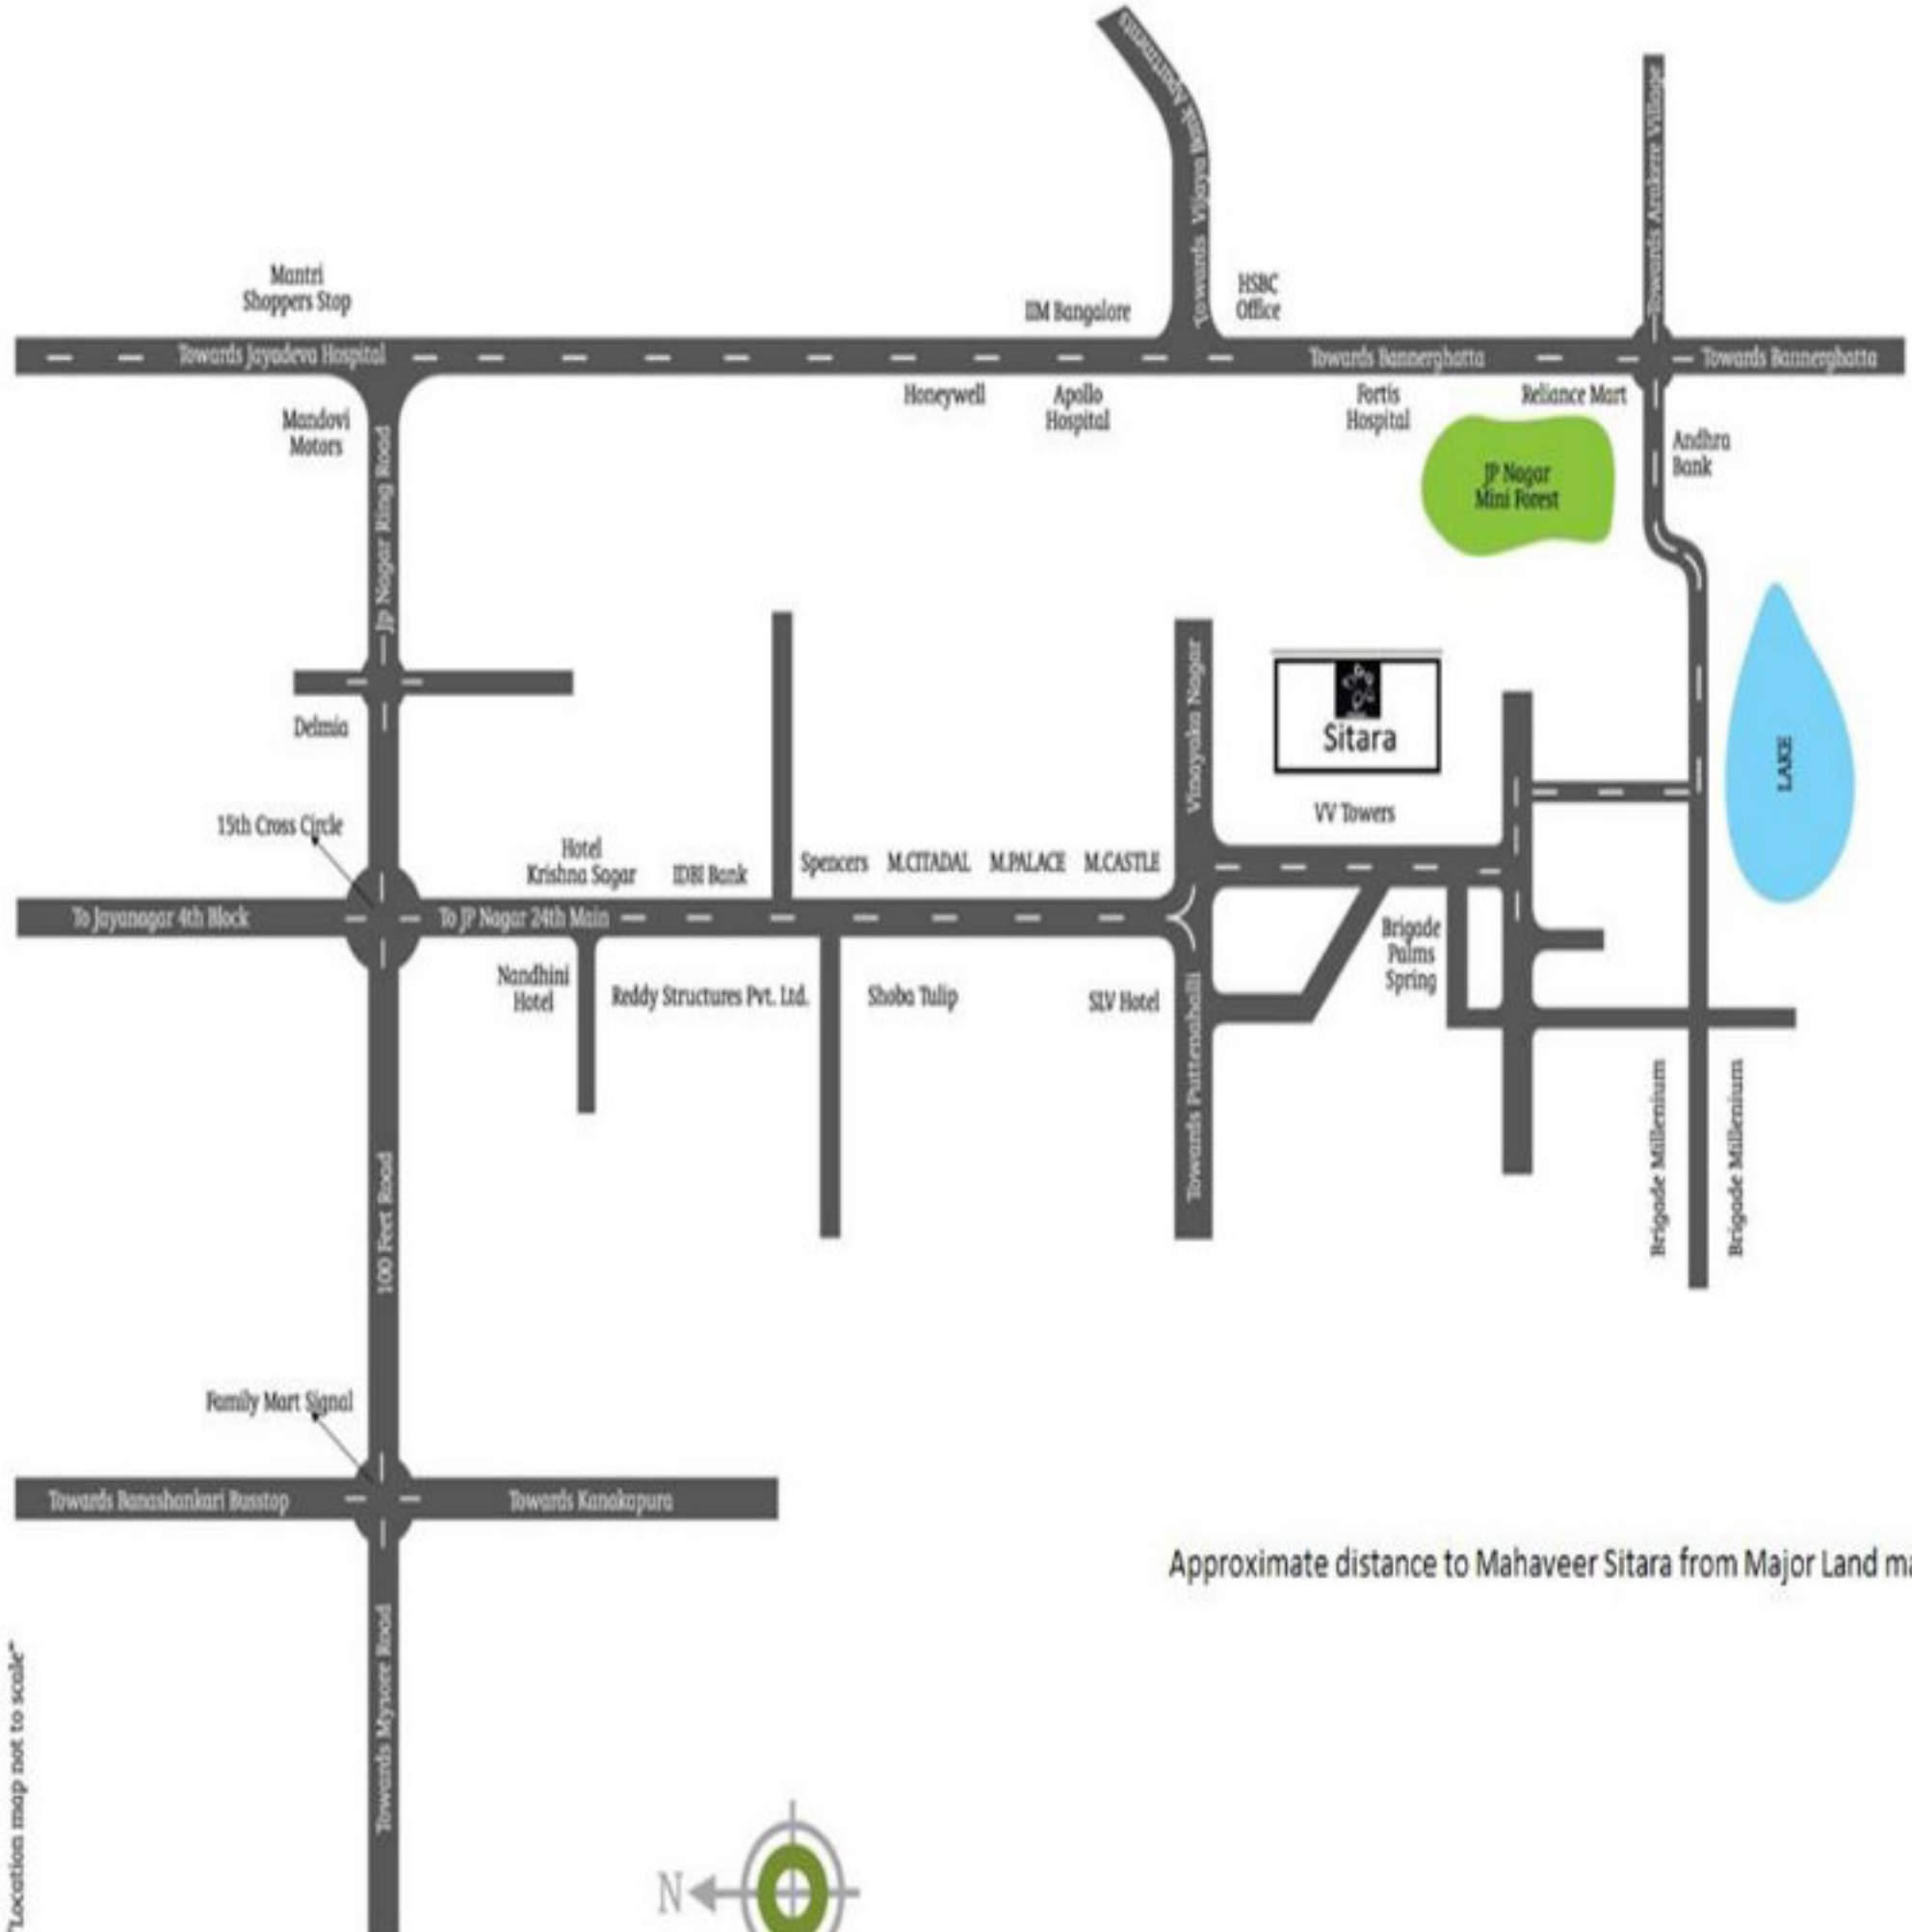 Towards Vijaya Bank Apartments
Towards Arakere Village
Mantri
Shoppers Stop
IIM Bangalore
HSBC
Office
Towards Jayadeva Hospital
Towards Bannerghatta
Towards Bannerghatta
Mandovi
Motors
Honeywell
Apollo
Hospital
Fortis
Hospital
Reliance Mart
Andhra
Bank
Jp Nagar Ring Road
JP Nagar
Mini Forest
Delmia
Vinayaka Nagar
Sitara
LAKE
VV Towers
15th Cross Circle
Hotel
Krishna Sagar
IDBI Bank
Spencers
M.CITADAL
M.PALACE
M.CASTLE
To Jayanagar 4th Block
To JP Nagar 24th Main
Nandhini
Hotel
Reddy Structures Pvt. Ltd.
Shoba Tulip
SLV Hotel
Brigade
Palms
Spring
Towards Puttenahalli
100 Feet Road
Brigade Millenium
Brigade Millenium
Family Mart Signal
Towards Banashankari Busstop
Towards Kanakapura
Approximate distance to Mahaveer Sitara from Major Land ma
Towards Mysore Road
"Location map not to scale"
N